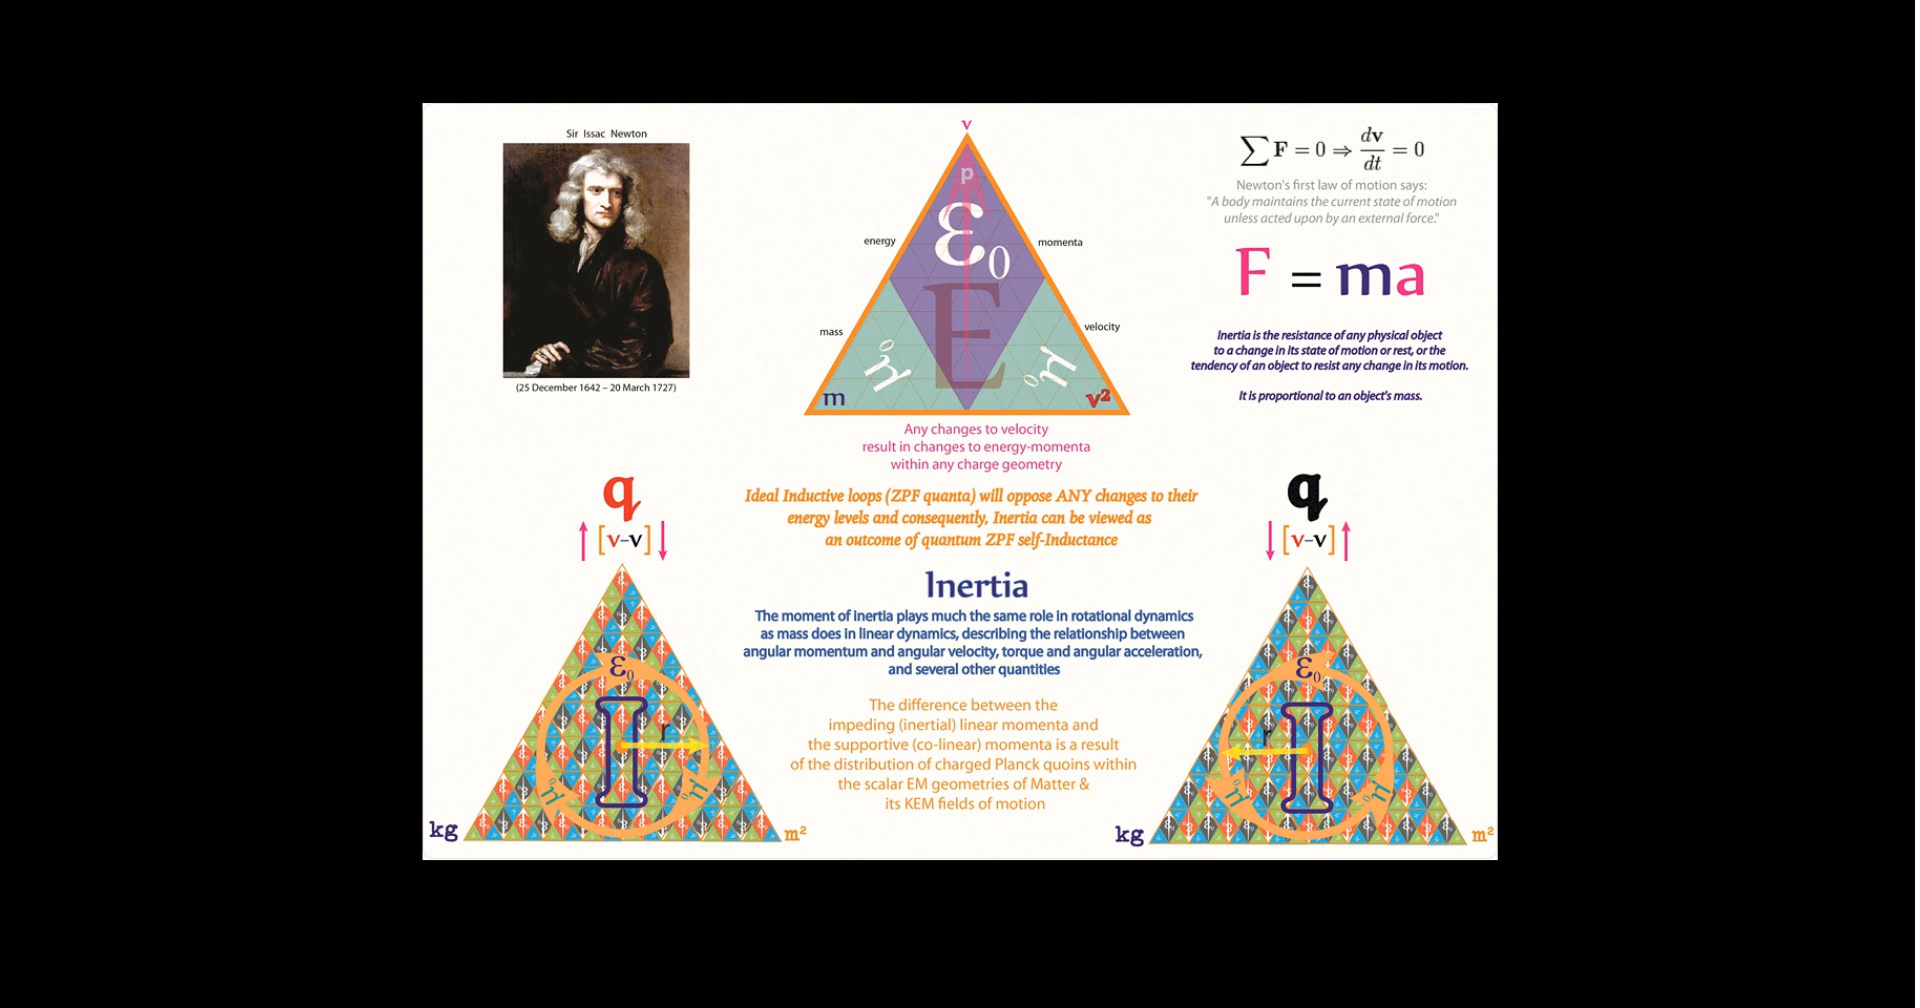 Sir Issac Newton
(25 December 1642 – 20 March 1727)
v
p
ε0
E
energy
momenta
mass
velocity
μ0
μ0
m
v²
Any changes to velocity
result in changes to energy-momenta
within any charge geometry
∑ F = 0 ⇒ dv/dt = 0
Newton's first law of motion says:
"A body maintains the current state of motion
unless acted upon by an external force."
F = ma
Inertia is the resistance of any physical object
to a change in its state of motion or rest, or the
tendency of an object to resist any change in its motion.
It is proportional to an object's mass.
Ideal Inductive loops (ZPF quanta) will oppose ANY changes to their
energy levels and consequently, Inertia can be viewed as
an outcome of quantum ZPF self-Inductance
Inertia
The moment of inertia plays much the same role in rotational dynamics
as mass does in linear dynamics, describing the relationship between
angular momentum and angular velocity, torque and angular acceleration,
and several other quantities
The difference between the
impeding (inertial) linear momenta and
the supportive (co-linear) momenta is a result
of the distribution of charged Planck quoins within
the scalar EM geometries of Matter &
its KEM fields of motion
q
↑ [v–v] ↓
ε0
I
r
μ0
μ0
kg
m²
q
↓ [v–v] ↑
ε0
I
r
μ0
μ0
kg
m²